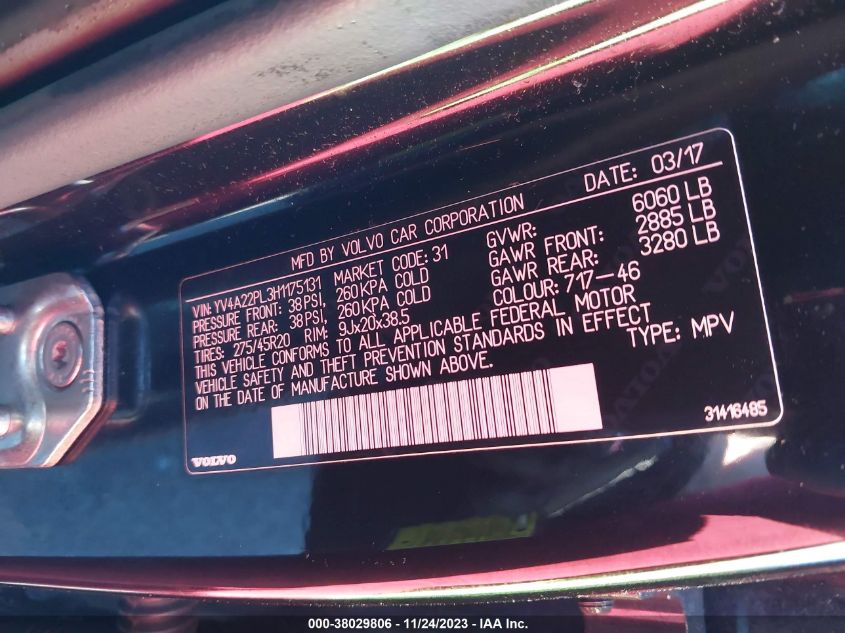 MFD BY VOLVO CAR CORPORATION DATE: 03/17
VIN: YV4A22PL3H1175131 MARKET CODE: 31 GVWR: 6060 LB
PRESSURE FRONT: 38 PSI, 260 KPA COLD GAWR FRONT: 2885 LB
PRESSURE REAR: 38 PSI, 260 KPA COLD GAWR REAR: 3280 LB
TIRES: 275/45R20 RIM: 9Jx20x38.5 COLOUR: 717-46
THIS VEHICLE CONFORMS TO ALL APPLICABLE FEDERAL MOTOR
VEHICLE SAFETY AND THEFT PREVENTION STANDARDS IN EFFECT
ON THE DATE OF MANUFACTURE SHOWN ABOVE. TYPE: MPV
31416485
VOLVO
000-38029806 - 11/24/2023 - IAA Inc.